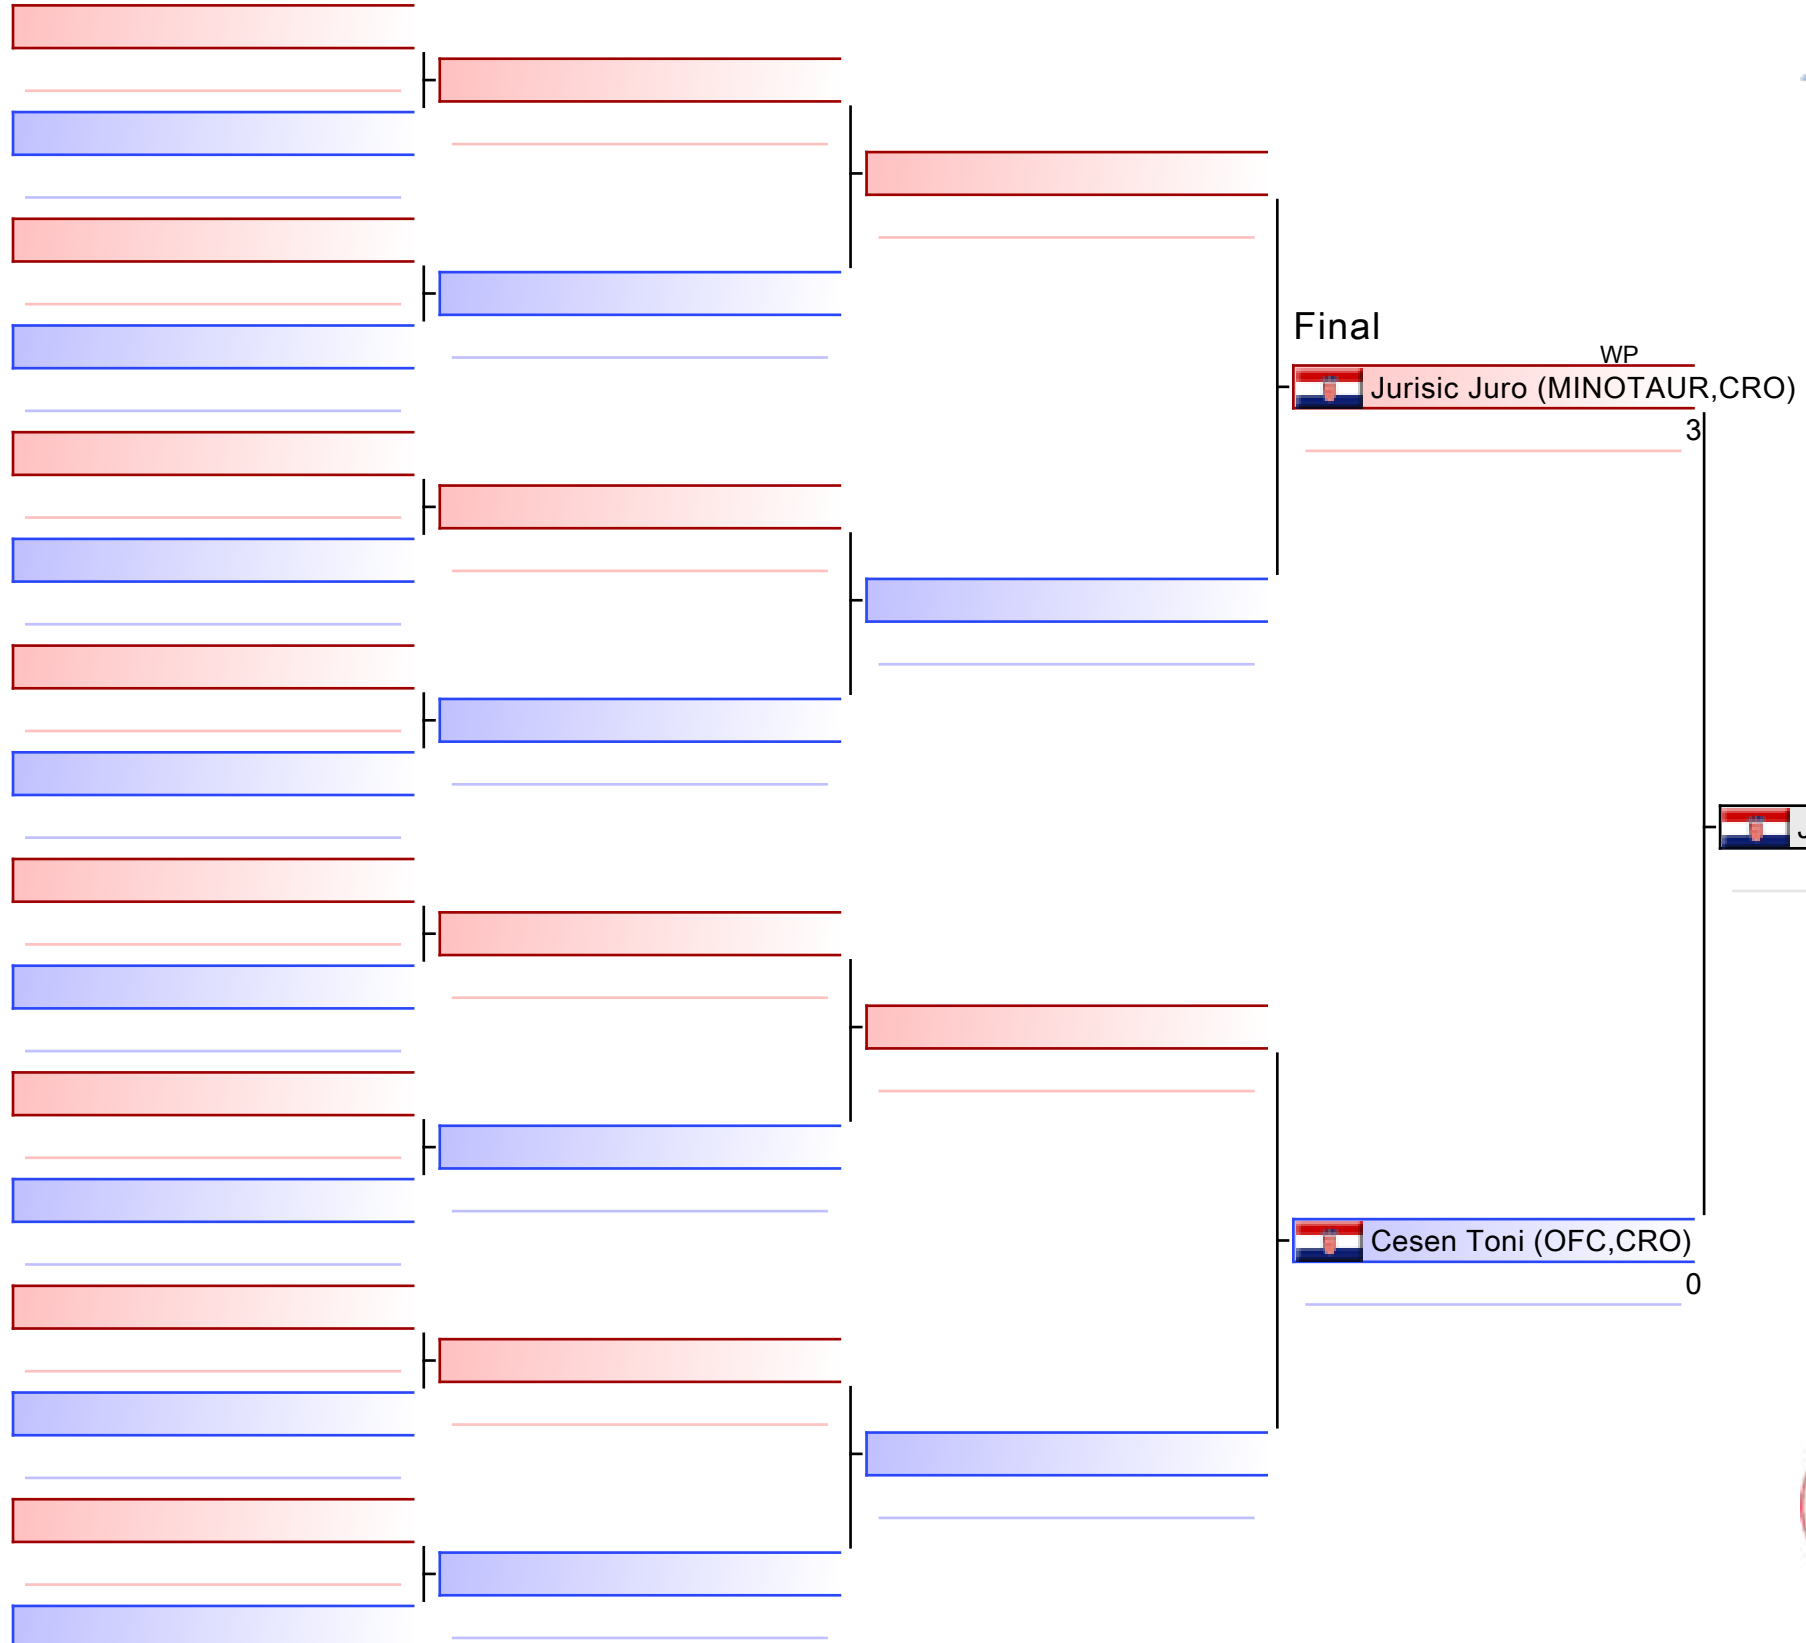 Final
WP
Jurisic Juro (MINOTAUR,CRO)
3
J
Cesen Toni (OFC,CRO)
0